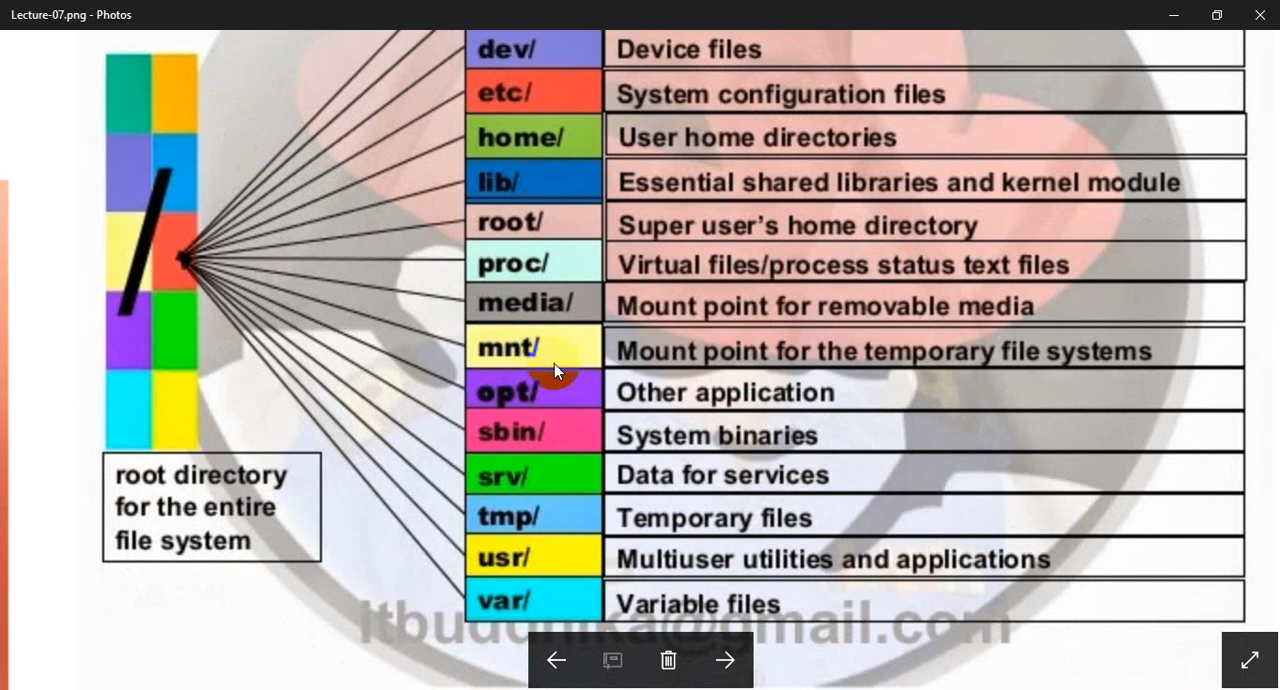 Lecture-07.png - Photos
dev/ Device files
etc/ System configuration files
home/ User home directories
lib/ Essential shared libraries and kernel module
root/ Super user’s home directory
proc/ Virtual files/process status text files
media/ Mount point for removable media
mnt/ Mount point for the temporary file systems
opt/ Other application
sbin/ System binaries
srv/ Data for services
tmp/ Temporary files
usr/ Multiuser utilities and applications
var/ Variable files
/
root directory
for the entire
file system
itbuddhika@gmail.com